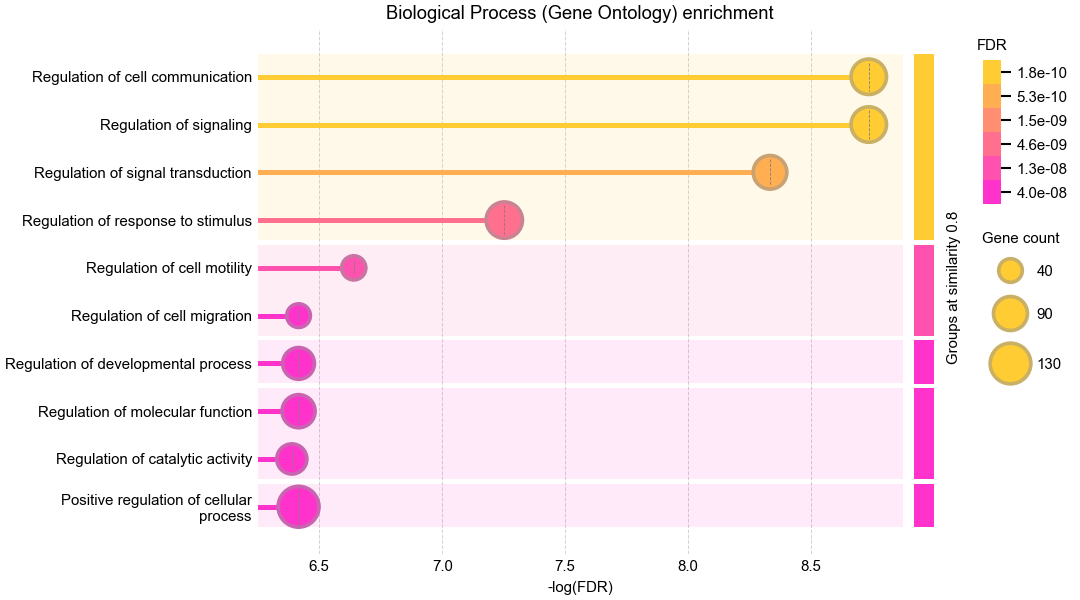 Biological Process (Gene Ontology) enrichment
Regulation of cell communication
Regulation of signaling
Regulation of signal transduction
Regulation of response to stimulus
Regulation of cell motility
Regulation of cell migration
Regulation of developmental process
Regulation of molecular function
Regulation of catalytic activity
Positive regulation of cellular
process
6.5
7.0
7.5
8.0
8.5
-log(FDR)
Groups at similarity 0.8
FDR
1.8e-10
5.3e-10
1.5e-09
4.6e-09
1.3e-08
4.0e-08
Gene count
40
90
130